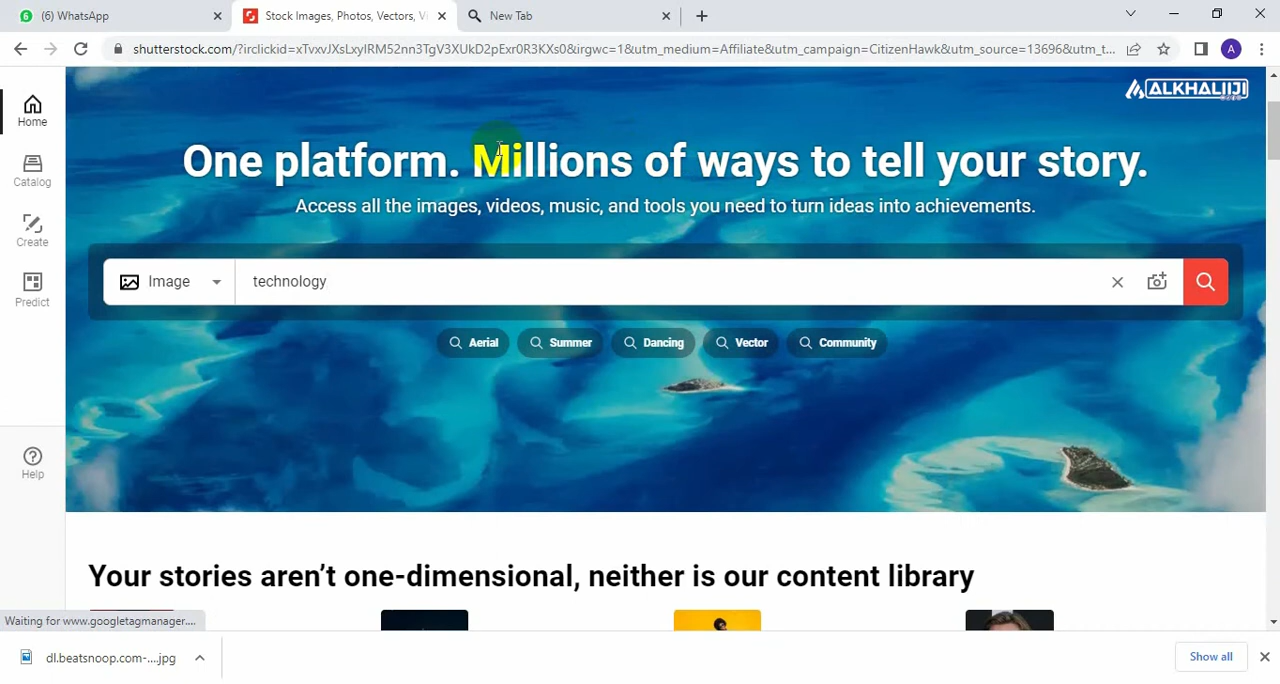 (6) WhatsApp
Stock Images, Photos, Vectors, Vi
New Tab
shutterstock.com/?irclickid=xTvxvJXsLxyIRM52nn3TgV3XUkD2pExr0R3KXs0&irgwc=1&utm_medium=Affiliate&utm_campaign=CitizenHawk&utm_source=13696&utm_t...
A
ALKHALIIJI
Home
Catalog
Create
Predict
Help
One platform. Millions of ways to tell your story.
Access all the images, videos, music, and tools you need to turn ideas into achievements.
Image
technology
Aerial
Summer
Dancing
Vector
Community
Your stories aren't one-dimensional, neither is our content library
Waiting for www.googletagmanager....
dl.beatsnoop.com-....jpg
Show all